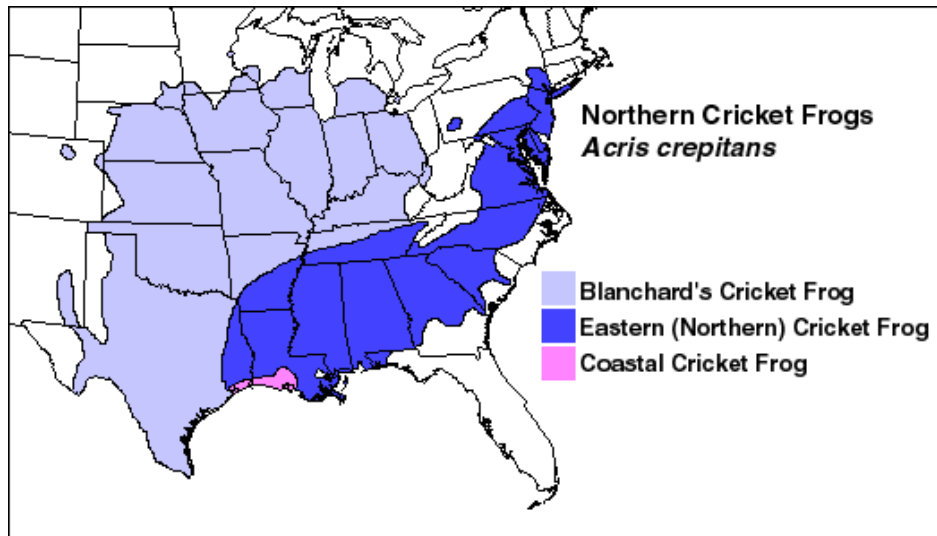 Northern Cricket Frogs
Acris crepitans
Blanchard's Cricket Frog
Eastern (Northern) Cricket Frog
Coastal Cricket Frog